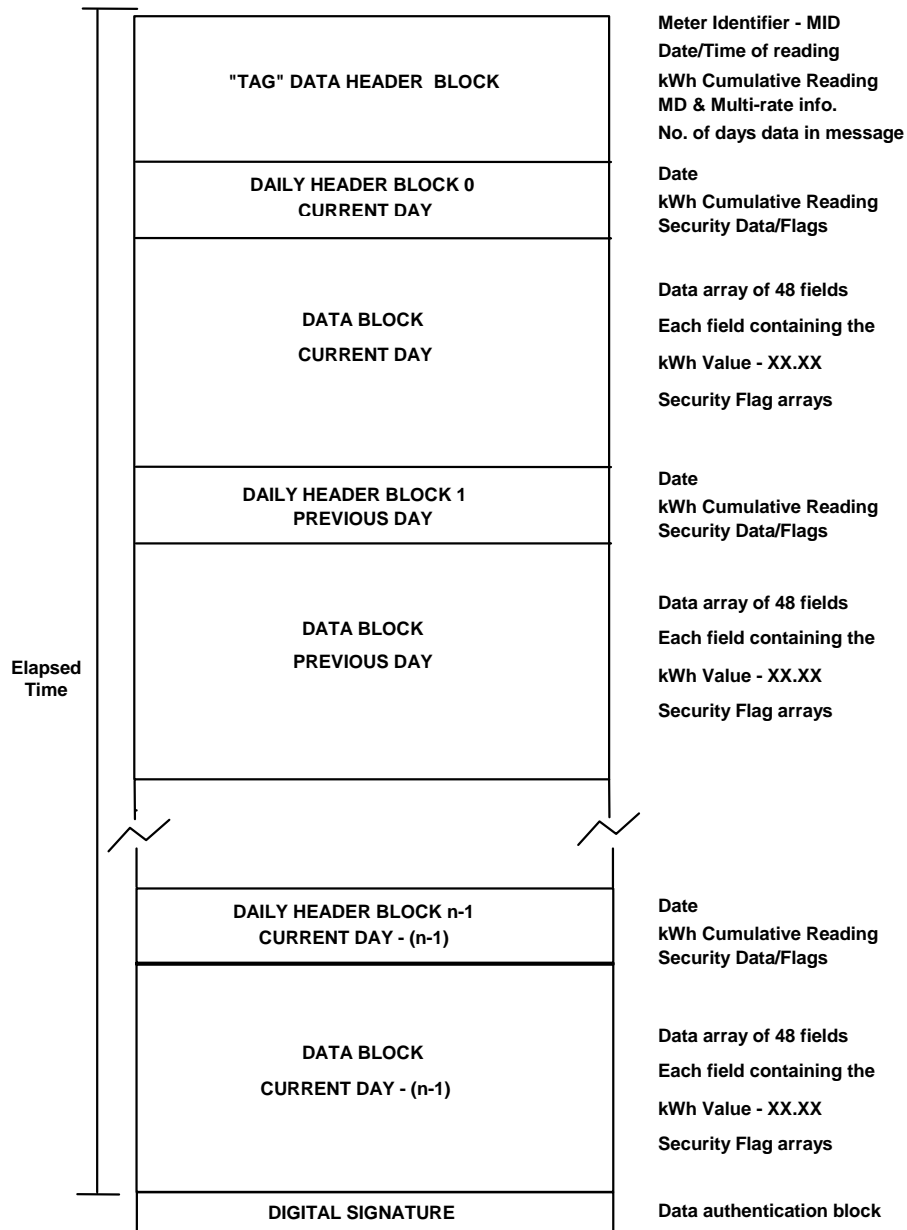 Meter Identifier - MID
Date/Time of reading
"TAG" DATA HEADER BLOCK
kWh Cumulative Reading
MD & Multi-rate info.
No. of days data in message
DAILY HEADER BLOCK 0
CURRENT DAY
Date
kWh Cumulative Reading
Security Data/Flags
DATA BLOCK
CURRENT DAY
Data array of 48 fields
Each field containing the
kWh Value - XX.XX
Security Flag arrays
DAILY HEADER BLOCK 1
PREVIOUS DAY
Date
kWh Cumulative Reading
Security Data/Flags
DATA BLOCK
PREVIOUS DAY
Data array of 48 fields
Each field containing the
kWh Value - XX.XX
Security Flag arrays
Elapsed
Time
DAILY HEADER BLOCK n-1
CURRENT DAY - (n-1)
Date
kWh Cumulative Reading
Security Data/Flags
DATA BLOCK
CURRENT DAY - (n-1)
Data array of 48 fields
Each field containing the
kWh Value - XX.XX
Security Flag arrays
DIGITAL SIGNATURE
Data authentication block